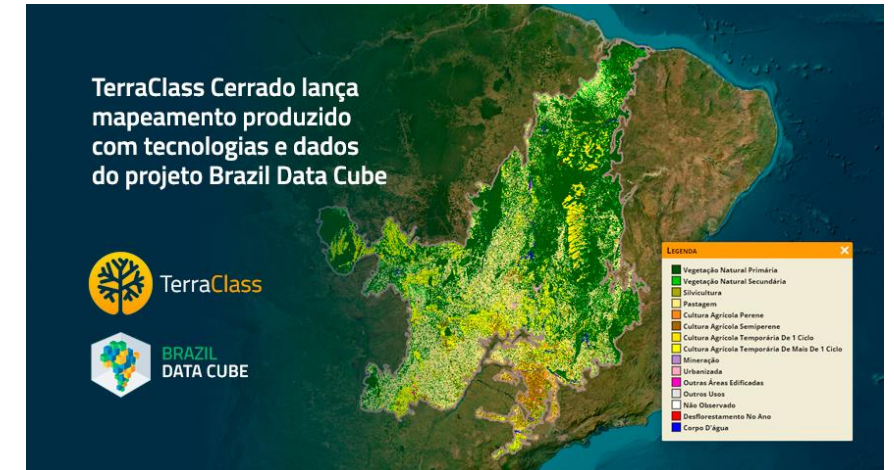 TerraClass Cerrado lança
mapeamento produzido
com tecnologias e dados
do projeto Brazil Data Cube
TerraClass
BRAZIL
DATA CUBE
LEGENDA
Vegetação Natural Primária
Vegetação Natural Secundária
Silvicultura
Pastagem
Cultura Agrícola Perene
Cultura Agrícola Semiperene
Cultura Agrícola Temporária De 1 Ciclo
Cultura Agrícola Temporária De Mais De 1 Ciclo
Mineração
Urbanizada
Outras Áreas Edificadas
Outros Usos
Não Observado
Desflorestamento No Ano
Corpo D'água